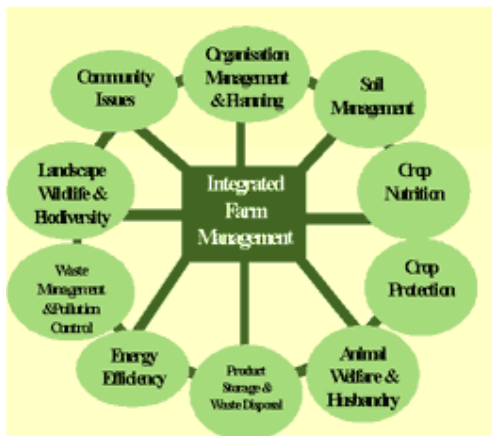 Organisation
Management
& Planning
Soil
Management
Crop
Nutrition
Crop
Protection
Animal
Welfare &
Husbandry
Product
Storage &
Waste Disposal
Energy
Efficiency
Waste
Management
& Pollution
Control
Landscape
Wildlife &
Biodiversity
Community
Issues
Integrated
Farm
Management